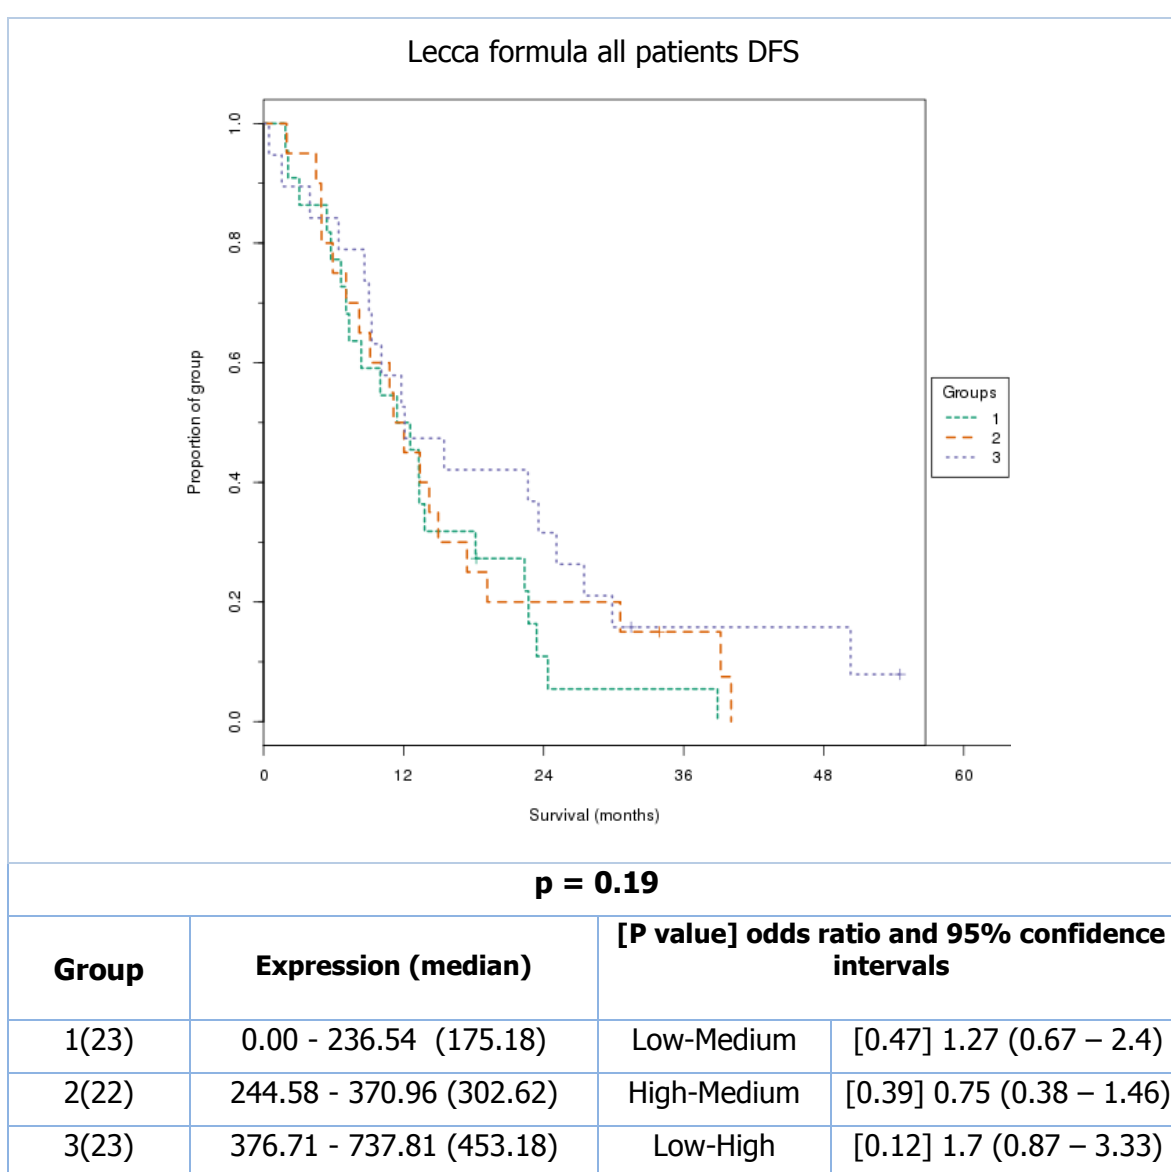 Lecca formula all patients DFS
1.0
0.8
0.6
0.4
0.2
0.0
Proportion of group
0 12 24 36 48 60
Survival (months)
Groups
1
2
3
p = 0.19
Group Expression (median) [P value] odds ratio and 95% confidence
intervals
1(23) 0.00 - 236.54 (175.18) Low-Medium [0.47] 1.27 (0.67 – 2.4)
2(22) 244.58 - 370.96 (302.62) High-Medium [0.39] 0.75 (0.38 – 1.46)
3(23) 376.71 - 737.81 (453.18) Low-High [0.12] 1.7 (0.87 – 3.33)